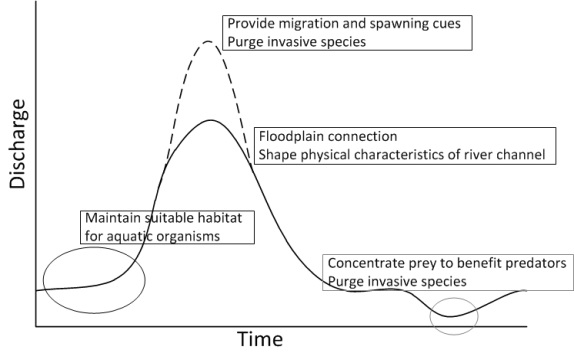 Provide migration and spawning cues
Purge invasive species
Floodplain connection
Shape physical characteristics of river channel
Maintain suitable habitat
for aquatic organisms
Concentrate prey to benefit predators
Purge invasive species
Discharge
Time